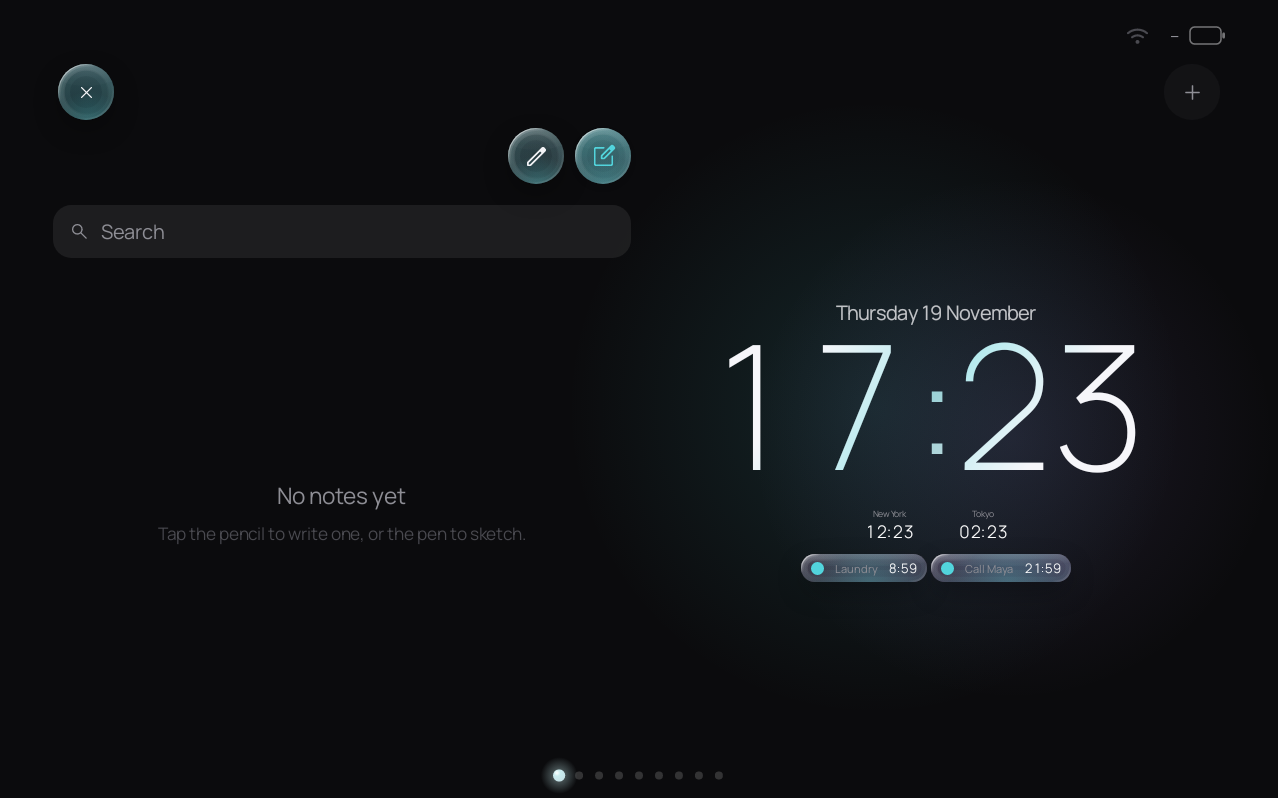 Search
Thursday 19 November
17:23
No notes yet
Tap the pencil to write one, or the pen to sketch.
New York
12:23
Tokyo
02:23
Laundry 8:59
Call Maya 21:59